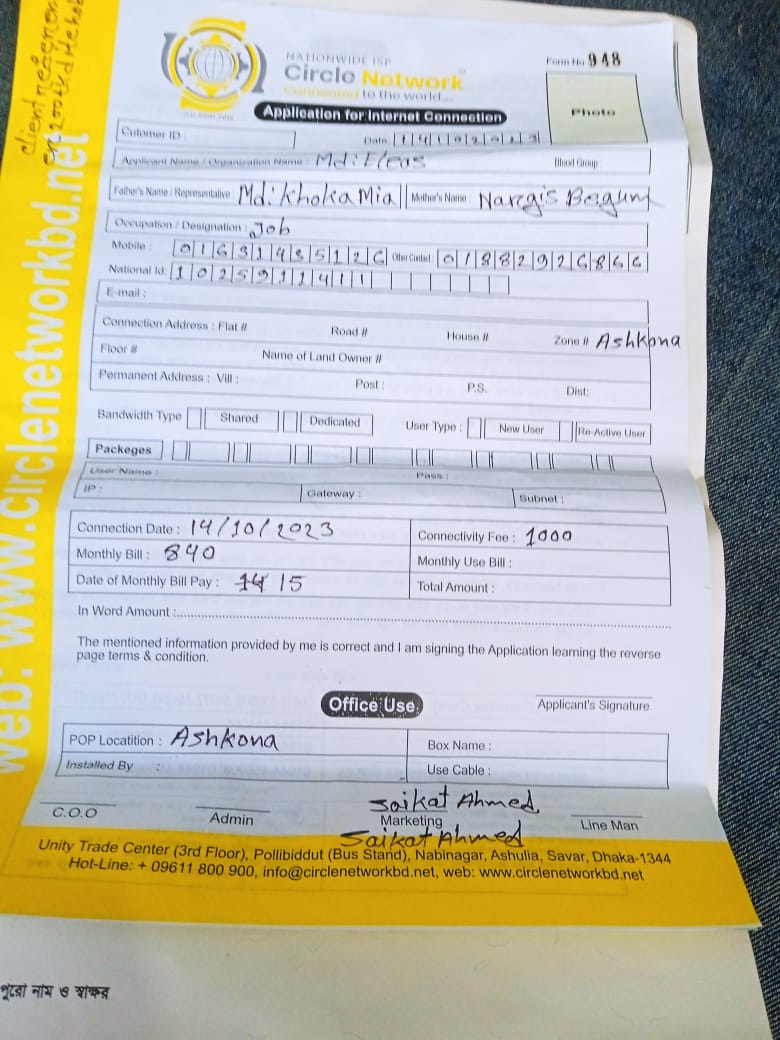 NATIONWIDE ISP
Circle Network
Connected to the world...
Form No 948
Photo
Application for Internet Connection
Cutomer ID :
Date: 14102023
Applicant Name / Organization Name : Md: Eleas
Blood Group :
Father's Name / Representative : Md: Khoka Mia
Mother's Name : Nargis Begum
Occupation / Designation : Job
Mobile : 01631435126 Other Contact : 01882926866
National Id: 1025911411
E-mail :
Connection Address : Flat # Road # House # Zone # Ashkona
Floor # Name of Land Owner #
Permanent Address : Vill : Post : P.S. Dist:
Bandwidth Type Shared Dedicated User Type : New User Re-Active User
Packeges
User Name : Pass :
IP : Gateway : Subnet :
Connection Date : 14/10/2023 Connectivity Fee : 1000
Monthly Bill : 840 Monthly Use Bill :
Date of Monthly Bill Pay : 14 15 Total Amount :
In Word Amount :
The mentioned information provided by me is correct and I am signing the Application learning the reverse
page terms & condition.
Office Use
Applicant's Signature
POP Locatition : Ashkona Box Name :
Installed By : Use Cable :
Saikat Ahmed
C.O.O Admin Marketing Line Man
Saikat Ahmed
Unity Trade Center (3rd Floor), Pollibiddut (Bus Stand), Nabinagar, Ashulia, Savar, Dhaka-1344
Hot-Line: + 09611 800 900, info@circlenetworkbd.net, web: www.circlenetworkbd.net
web: www.circlenetworkbd.net
পুরো নাম ও স্বাক্ষর